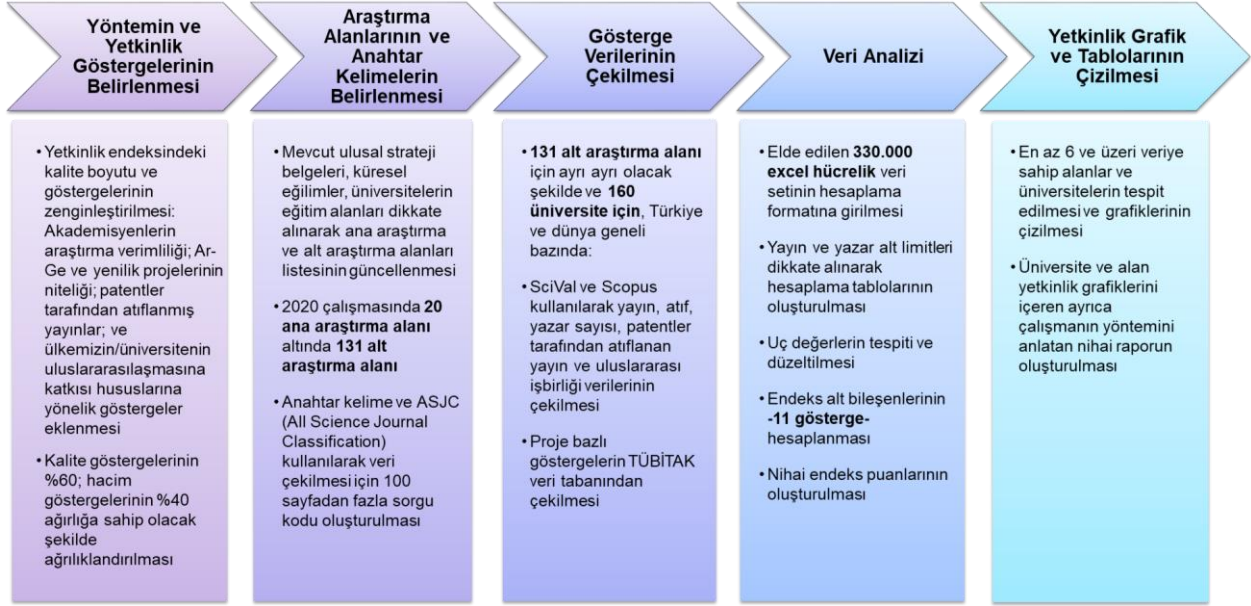 Yöntemin ve
Yetkinlik
Göstergelerinin
Belirlenmesi
• Yetkinlik endeksindeki
kalite boyutu ve
göstergelerinin
zenginleştirilmesi:
Akademisyenlerin
araştırma verimliliği; Ar-
Ge ve yenilik projelerinin
niteliği; patentler
tarafından atıflanmış
yayınlar; ve
ülkemizin/üniversitenin
uluslararasılaşmasına
katkısı hususlarına
yönelik göstergeler
eklenmesi
• Kalite göstergelerinin
%60; hacim
göstergelerinin %40
ağırlığa sahip olacak
şekilde
ağrılıklandırılması
Araştırma
Alanlarının ve
Anahtar
Kelimelerin
Belirlenmesi
• Mevcut ulusal strateji
belgeleri, küresel
eğilimler, üniversitelerin
eğitim alanları dikkate
alınarak ana araştırma
ve alt araştırma alanları
listesinin güncellenmesi
• 2020 çalışmasında 20
ana araştırma alanı
altında 131 alt
araştırma alanı
• Anahtar kelime ve ASJC
(All Science Journal
Classification)
kullanılarak veri
çekilmesi için 100
sayfadan fazla sorgu
kodu oluşturulması
Gösterge
Verilerinin
Çekilmesi
• 131 alt araştırma alanı
için ayrı ayrı olacak
şekilde ve 160
üniversite için, Türkiye
ve dünya geneli
bazında:
• SciVal ve Scopus
kullanılarak yayın, atıf,
yazar sayısı, patentler
tarafından atıflanan
yayın ve uluslararası
işbirliği verilerinin
çekilmesi
• Proje bazlı
göstergelerin TÜBİTAK
veri tabanından
çekilmesi
Veri Analizi
• Elde edilen 330.000
excel hücrelik veri
setinin hesaplama
formatına girilmesi
• Yayın ve yazar alt limitleri
dikkate alınarak
hesaplama tablolarının
oluşturulması
• Uç değerlerin tespiti ve
düzeltilmesi
• Endeks alt bileşenlerinin
-11 gösterge-
hesaplanması
• Nihai endeks puanlarının
oluşturulması
Yetkinlik Grafik
ve Tablolarının
Çizilmesi
• En az 6 ve üzeri veriye
sahip alanlar ve
üniversitelerin tespit
edilmesi ve grafiklerinin
çizilmesi
• Üniversite ve alan
yetkinlik grafiklerini
içeren ayrıca
çalışmanın yöntemini
anlatan nihai raporun
oluşturulması